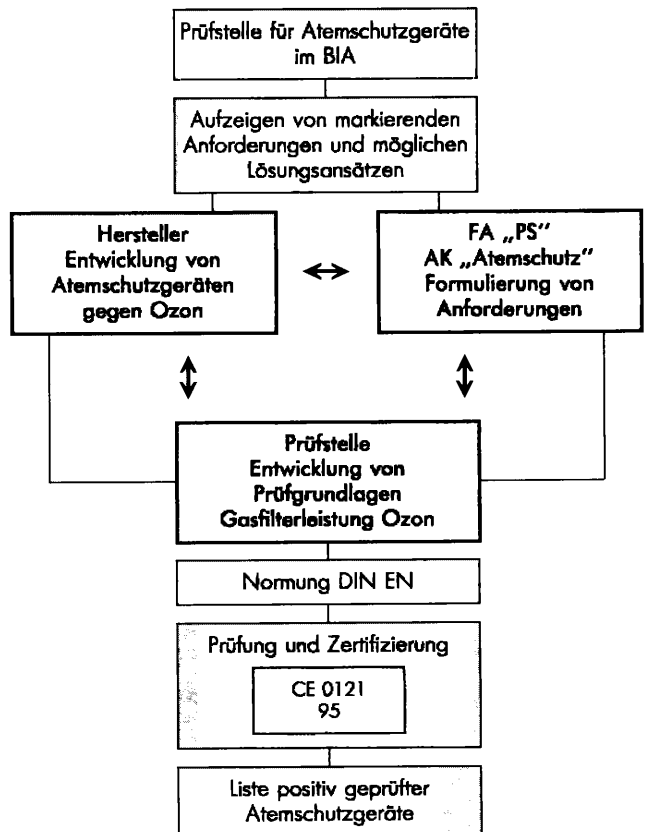 Prüfstelle für Atemschutzgeräte
im BIA
Aufzeigen von markierenden
Anforderungen und möglichen
Lösungsansätzen
Hersteller
Entwicklung von
Atemschutzgeräten
gegen Ozon
FA „PS“
AK „Atemschutz“
Formulierung von
Anforderungen
Prüfstelle
Entwicklung von
Prüfgrundlagen
Gasfilterleistung Ozon
Normung DIN EN
Prüfung und Zertifizierung
CE 0121
95
Liste positiv geprüfter
Atemschutzgeräte